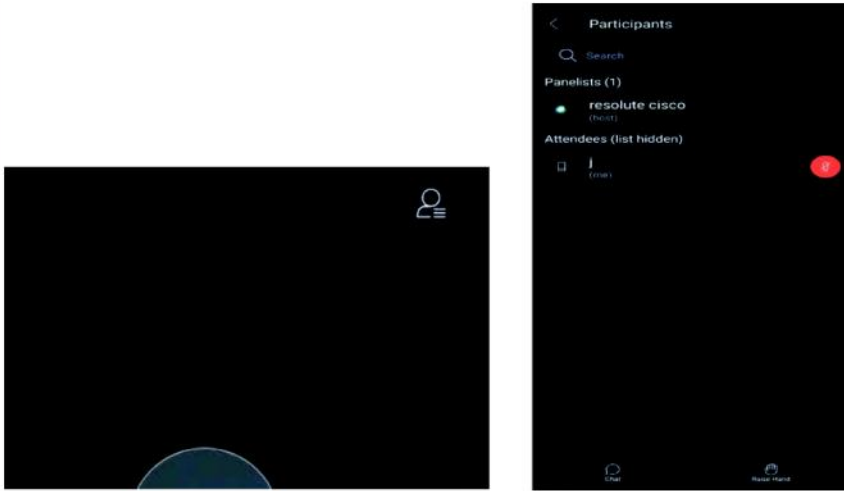 Participants
Search
Panelists (1)
resolute cisco
(host)
Attendees (list hidden)
j
(me)
Chat
Raise Hand